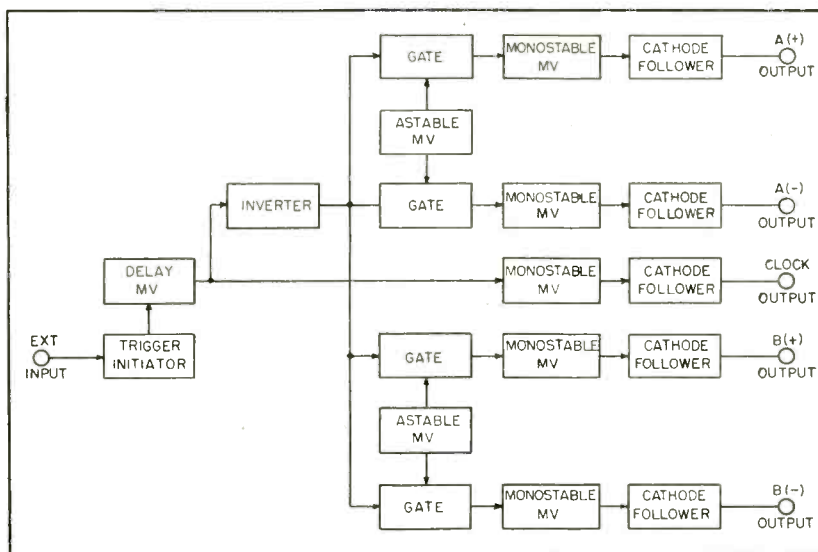 GATE
MONOSTABLE
MV
CATHODE
FOLLOWER
A (+)
OUTPUT
ASTABLE
MV
INVERTER
GATE
MONOSTABLE
MV
CATHODE
FOLLOWER
A(-)
OUTPUT
DELAY
MV
MONOSTABLE
MV
CATHODE
FOLLOWER
CLOCK
OUTPUT
EXT
INPUT
TRIGGER
INITIATOR
GATE
MONOSTABLE
MV
CATHODE
FOLLOWER
B(+)
OUTPUT
ASTABLE
MV
GATE
MONOSTABLE
MV
CATHODE
FOLLOWER
B(-)
OUTPUT